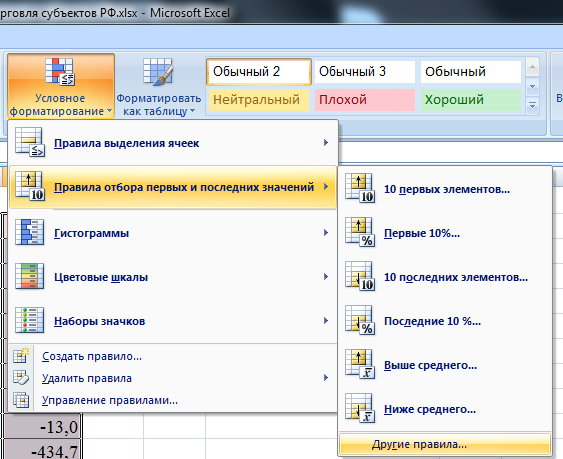 рговля субъектов РФ.xlsx - Microsoft Excel
Условное форматирование
Форматировать как таблицу
Обычный 2
Обычный 3
Обычный
Нейтральный
Плохой
Хороший
Правила выделения ячеек
Правила отбора первых и последних значений
Гистограммы
Цветовые шкалы
Наборы значков
Создать правило...
Удалить правила
Управление правилами...
10 первых элементов...
Первые 10%...
10 последних элементов...
Последние 10 %...
Выше среднего...
Ниже среднего...
Другие правила...
-13,0
-434,7